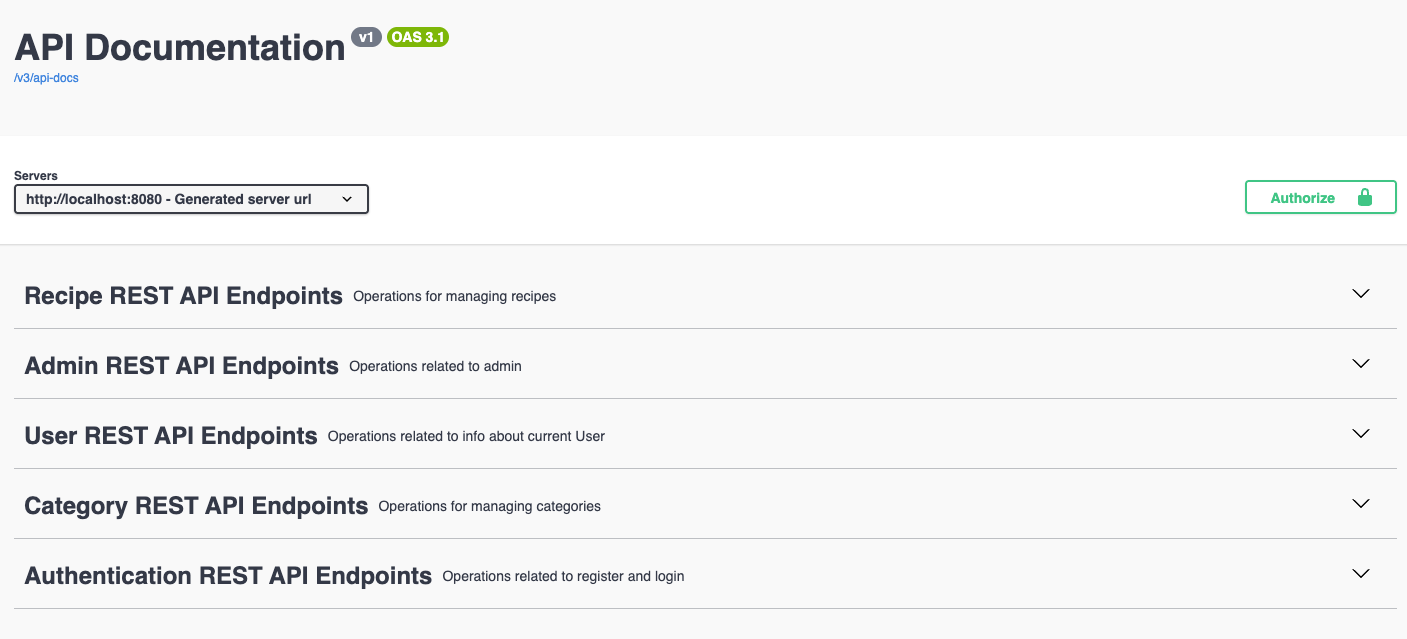 API Documentation v1 OAS 3.1
/v3/api-docs
Servers
http://localhost:8080 - Generated server url
Authorize
Recipe REST API Endpoints Operations for managing recipes
Admin REST API Endpoints Operations related to admin
User REST API Endpoints Operations related to info about current User
Category REST API Endpoints Operations for managing categories
Authentication REST API Endpoints Operations related to register and login